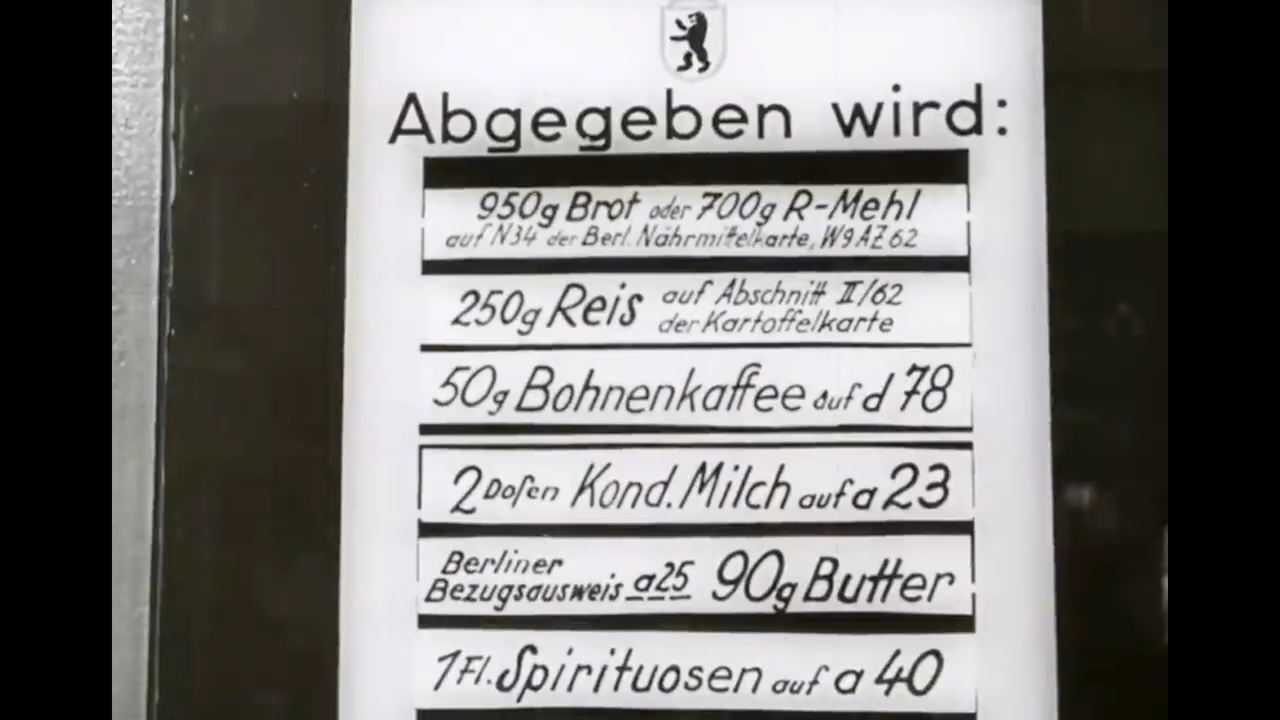 Abgegeben wird:
950g Brot oder 700g R-Mehl
auf N34 der Berl. Nährmittelkarte, W9 AZ 62
250g Reis auf Abschnitt II/62
der Kartoffelkarte
50g Bohnenkaffee auf d 78
2 Dosen Kond. Milch auf a 23
Berliner
Bezugsausweis a25 90g Butter
1 Fl. Spirituosen auf a 40